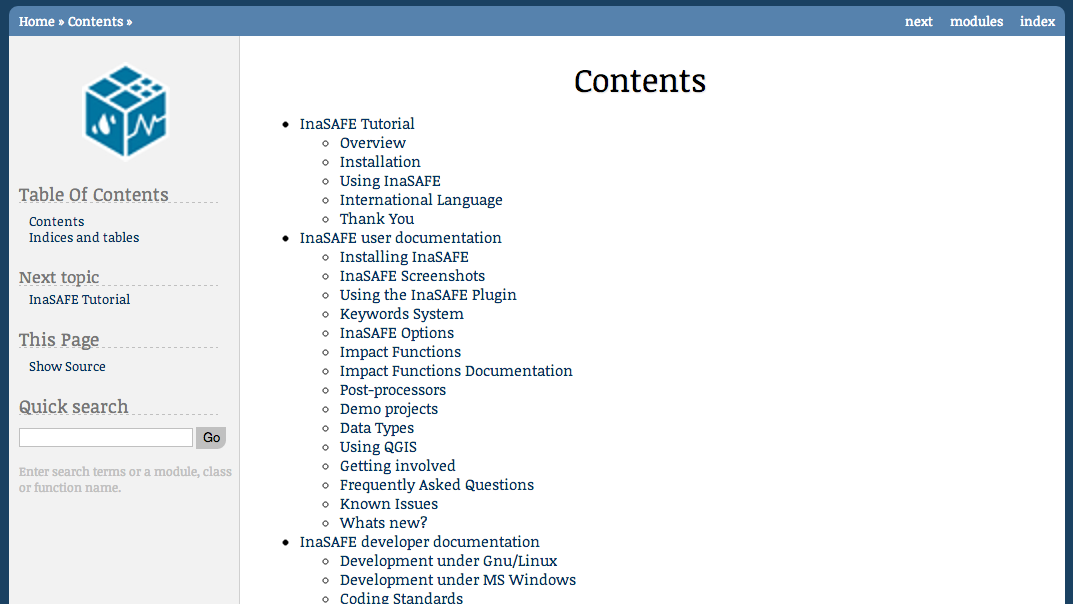 Home » Contents »
next modules index
Table Of Contents
Contents
Indices and tables
Next topic
InaSAFE Tutorial
This Page
Show Source
Quick search
Go
Enter search terms or a module, class
or function name.
Contents
InaSAFE Tutorial
Overview
Installation
Using InaSAFE
International Language
Thank You
InaSAFE user documentation
Installing InaSAFE
InaSAFE Screenshots
Using the InaSAFE Plugin
Keywords System
InaSAFE Options
Impact Functions
Impact Functions Documentation
Post-processors
Demo projects
Data Types
Using QGIS
Getting involved
Frequently Asked Questions
Known Issues
Whats new?
InaSAFE developer documentation
Development under Gnu/Linux
Development under MS Windows
Coding Standards